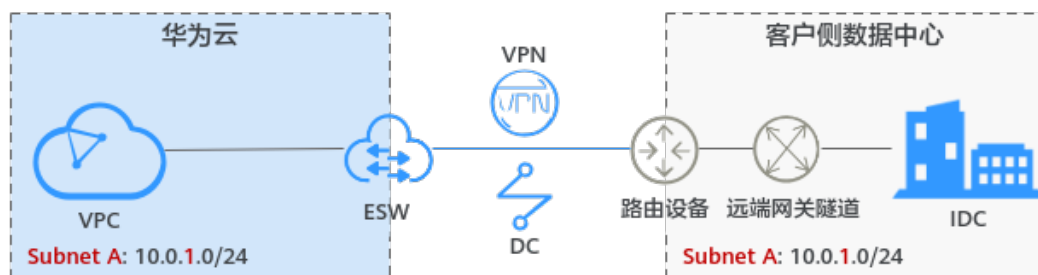 华为云
客户侧数据中心
VPN
VPN
VPC
ESW
DC
路由设备
远端网关隧道
IDC
Subnet A: 10.0.1.0/24
Subnet A: 10.0.1.0/24